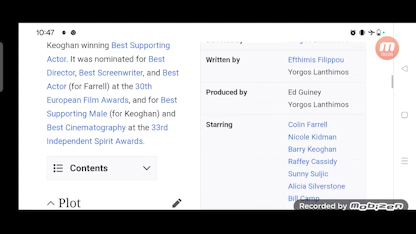 10:47
Keoghan winning Best Supporting
Actor. It was nominated for Best
Director, Best Screenwriter, and Best
Actor (for Farrell) at the 30th
European Film Awards, and for Best
Supporting Male (for Keoghan) and
Best Cinematography at the 33rd
Independent Spirit Awards.
Contents
Plot
Written by
Efthimis Filippou
Yorgos Lanthimos
Produced by
Ed Guiney
Yorgos Lanthimos
Starring
Colin Farrell
Nicole Kidman
Barry Keoghan
Raffey Cassidy
Sunny Suljic
Alicia Silverstone
Bill Camp
Recorded by Mobizen